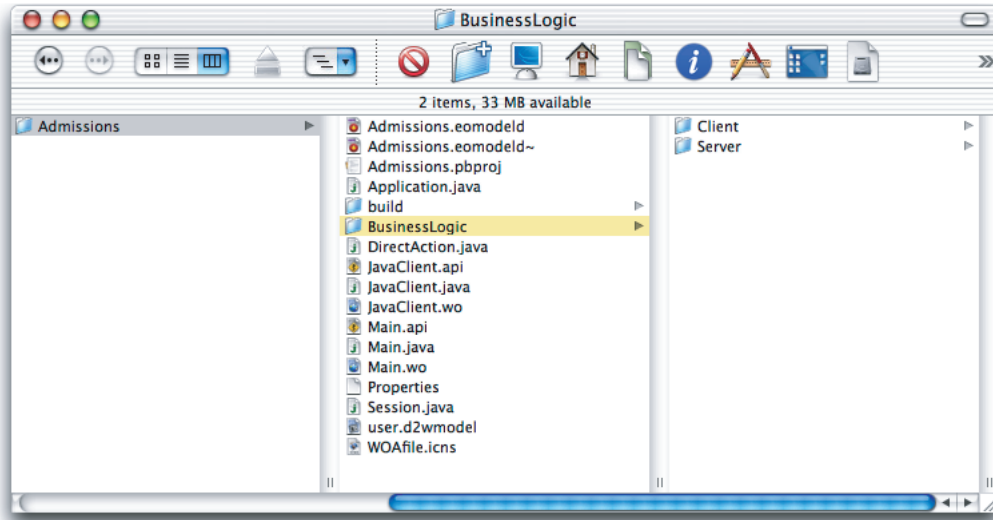 BusinessLogic
2 items, 33 MB available
Admissions
Admissions.eomodeld
Admissions.eomodeld~
Admissions.pbproj
Application.java
build
BusinessLogic
DirectAction.java
JavaClient.api
JavaClient.java
JavaClient.wo
Main.api
Main.java
Main.wo
Properties
Session.java
user.d2wmodel
WOAfile.icns
Client
Server